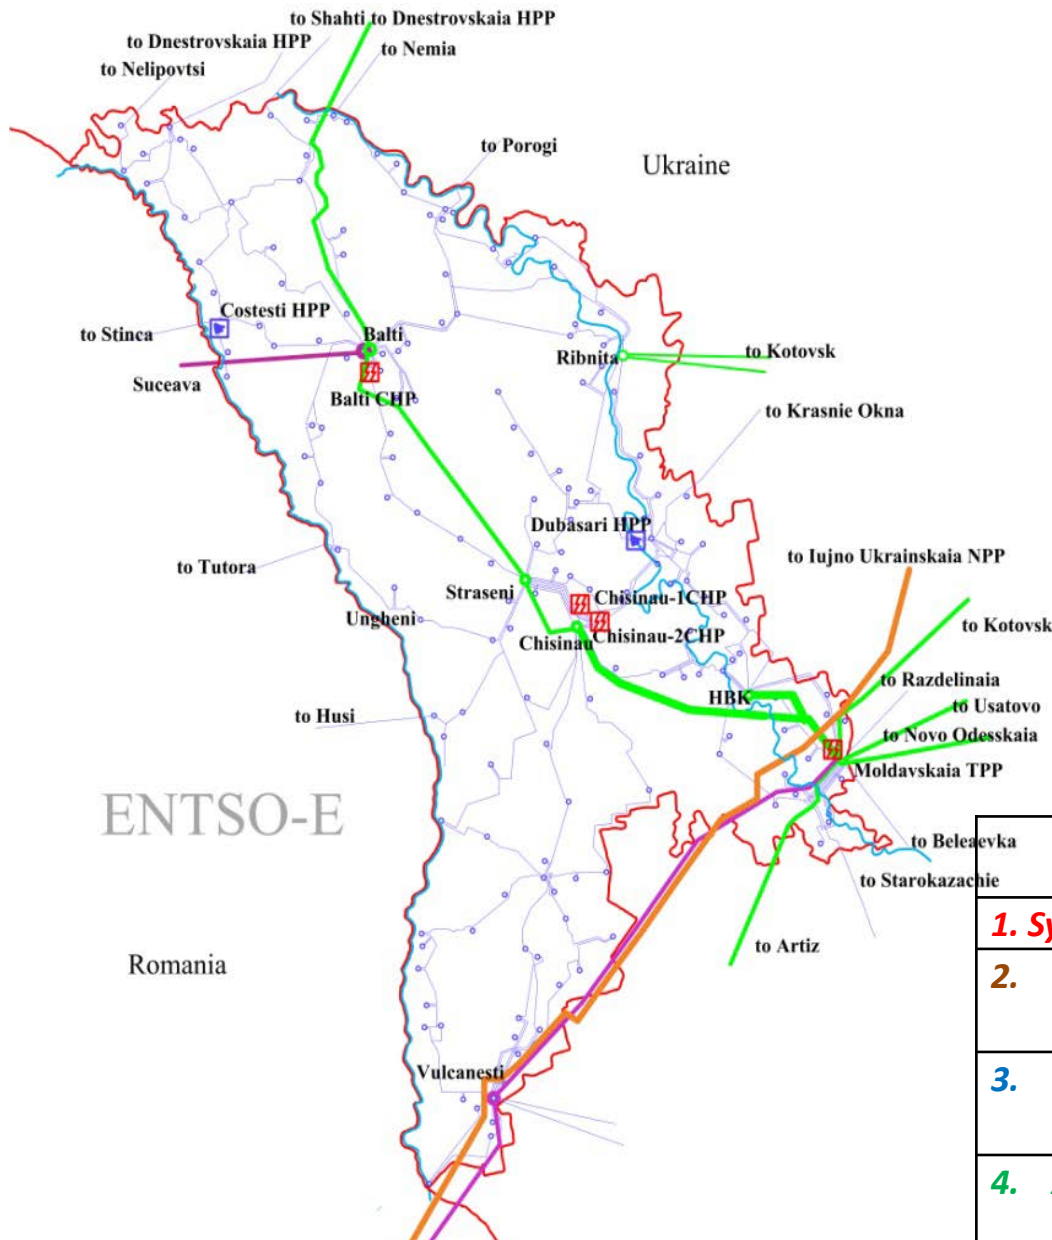 to Shahti to Dnestrovskaia HPP
to Dnestrovskaia HPP
to Nemia
to Nelipovtsi
to Porogi
Ukraine
Costesti HPP
to Stinca
Balti
Ribnita
to Kotovsk
Suceava
Balti CHP
to Krasnie Okna
Dubasari HPP
to Iujno Ukrainskaia NPP
to Tutora
Straseni
Chisinau-1CHP
Ungheni
Chisinau
Chisinau-2CHP
to Kotovsk
to Razdelinaia
HBK
to Usatovo
to Husi
to Novo Odesskaia
Moldavskaia TPP
ENTSO-E
to Beleaevka
to Starokazachie
1. Sy
to Artiz
Romania
2.
Vulcanesti
3.
4.